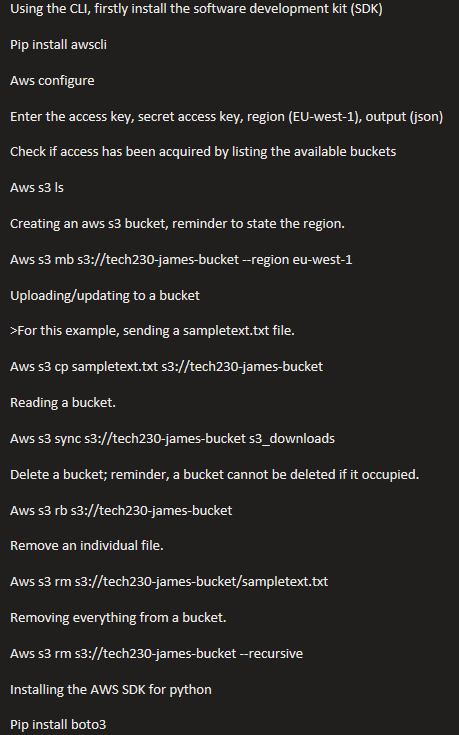 Using the CLI, firstly install the software development kit (SDK)
Pip install awscli
Aws configure
Enter the access key, secret access key, region (EU-west-1), output (json)
Check if access has been acquired by listing the available buckets
Aws s3 ls
Creating an aws s3 bucket, reminder to state the region.
Aws s3 mb s3://tech230-james-bucket --region eu-west-1
Uploading/updating to a bucket
>For this example, sending a sampletext.txt file.
Aws s3 cp sampletext.txt s3://tech230-james-bucket
Reading a bucket.
Aws s3 sync s3://tech230-james-bucket s3_downloads
Delete a bucket; reminder, a bucket cannot be deleted if it occupied.
Aws s3 rb s3://tech230-james-bucket
Remove an individual file.
Aws s3 rm s3://tech230-james-bucket/sampletext.txt
Removing everything from a bucket.
Aws s3 rm s3://tech230-james-bucket --recursive
Installing the AWS SDK for python
Pip install boto3